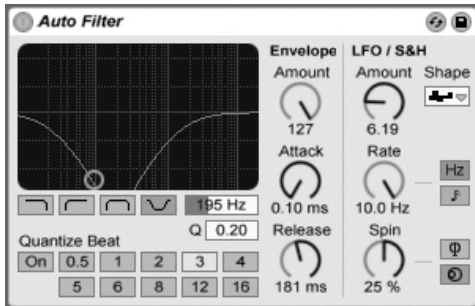 Auto Filter
Envelope
LFO / S&H
Amount
Amount
Shape
127
6.19
Attack
Rate
Hz
0.10 ms
10.0 Hz
195 Hz
Q 0.20
Release
Spin
Φ
Quantize Beat
On 0.5 1 2 3 4
5 6 8 12 16
181 ms
25 %